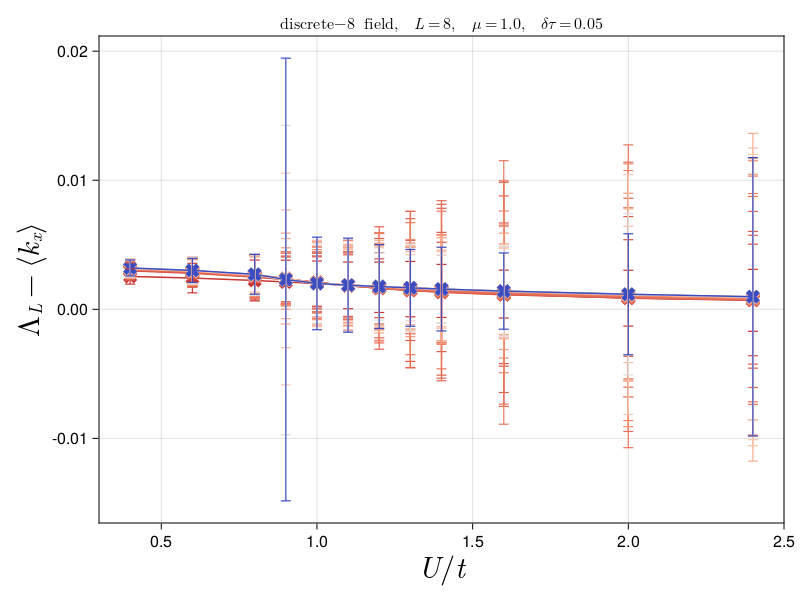 discrete−8 field, L = 8, μ = 1.0, δτ = 0.05
0.02
0.01
0.00
-0.01
Λ_L − ⟨k_x⟩
0.5 1.0 1.5 2.0 2.5
U/t